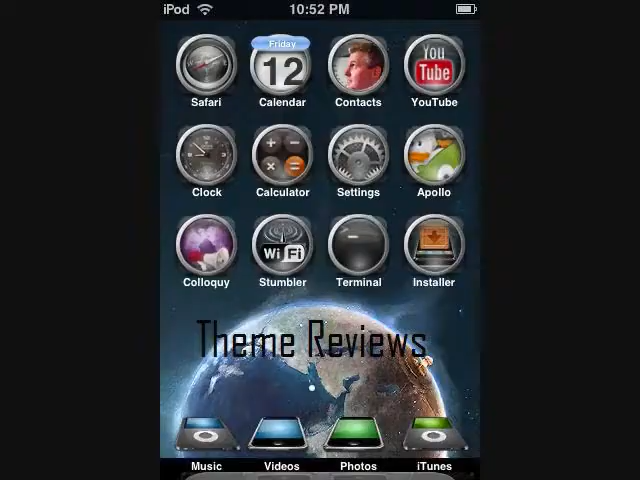 iPod 10:52 PM
Friday
12
You
Tube
Safari Calendar Contacts YouTube
Clock Calculator Settings Apollo
Wi Fi
Colloquy Stumbler Terminal Installer
Theme Reviews
Music Videos Photos iTunes